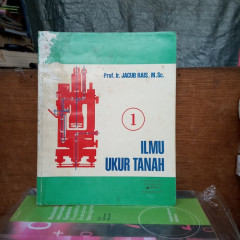 Prof. Ir. JACUB RAIS, M.Sc.
1
ILMU
UKUR TANAH